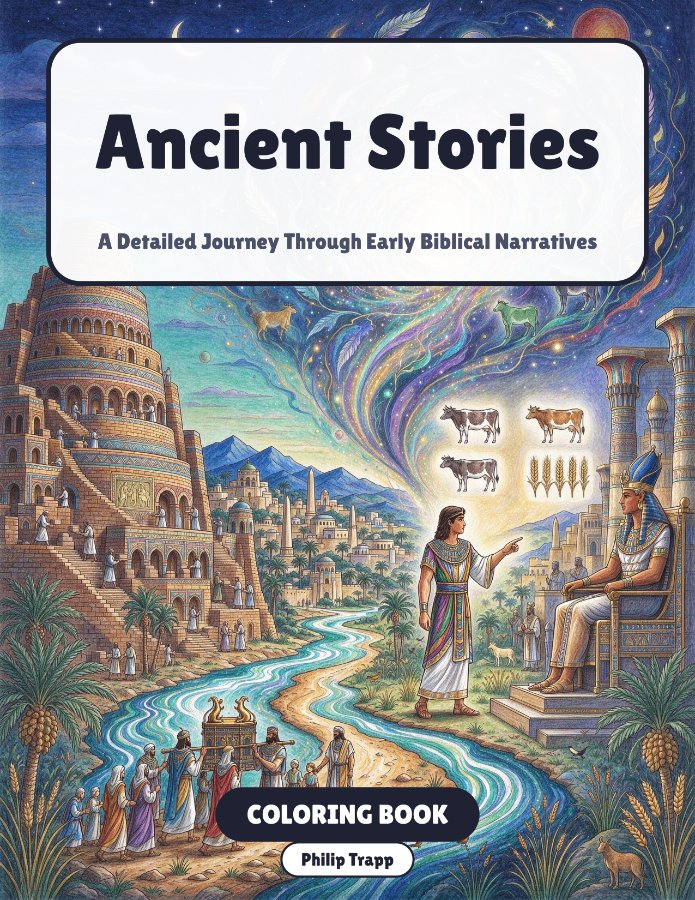 Ancient Stories
A Detailed Journey Through Early Biblical Narratives
COLORING BOOK
Philip Trapp